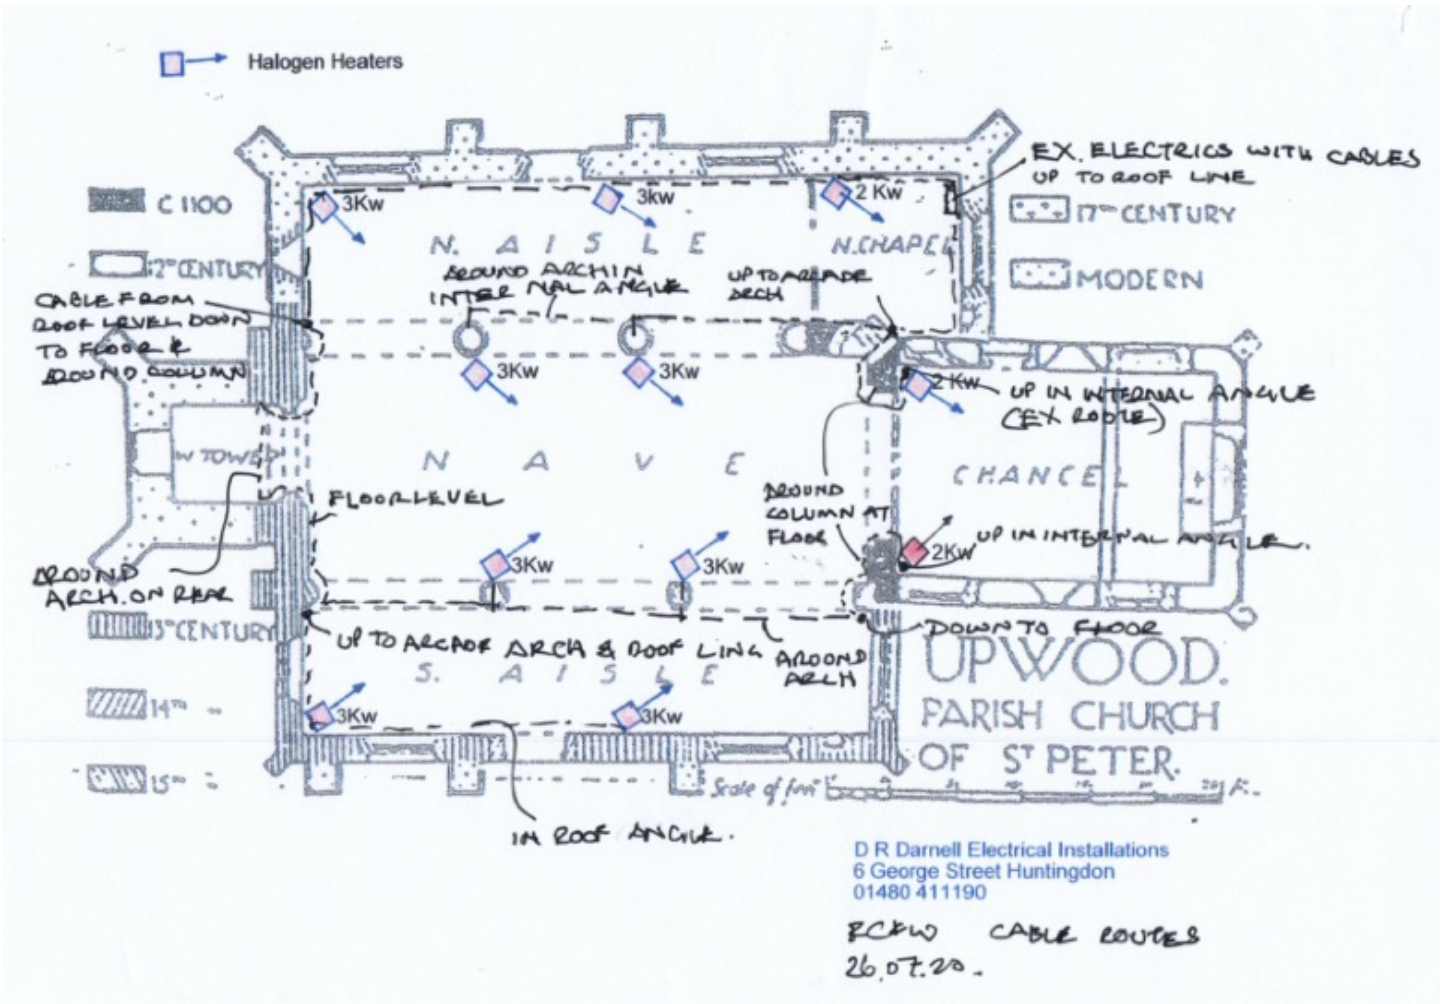 Halogen Heaters
EX. ELECTRICS WITH CABLES
UP TO ROOF LINE
C 1100
12TH CENTURY
CABLE FROM
ROOF LEVEL DOWN
TO FLOOR &
AROUND COLUMN
17TH CENTURY
MODERN
3Kw
3kw
2 Kw
N. AISLE
N. CHAPEL
AROUND ARCH IN
INTERNAL ANGLE
UP TO ARCADE
ARCH
3Kw
3Kw
2 Kw
UP IN INTERNAL ANGLE
(EX ROUTE)
W TOWER
NAVE
CHANCEL
FLOOR LEVEL
AROUND
COLUMN AT
FLOOR
AROUND
ARCH. ON REAR
3Kw
3Kw
2Kw
UP IN INTERNAL ANGLE.
13TH CENTURY
UP TO ARCADE ARCH & ROOF LING
AROUND
ARCH
DOWN TO FLOOR
S. AISLE
3Kw
3Kw
14TH "
15TH "
UPWOOD.
PARISH CHURCH
OF ST PETER.
Scale of feet
IN ROOF ANGLE.
D R Darnell Electrical Installations
6 George Street Huntingdon
01480 411190
CABLE ROUTES
26.07.20.